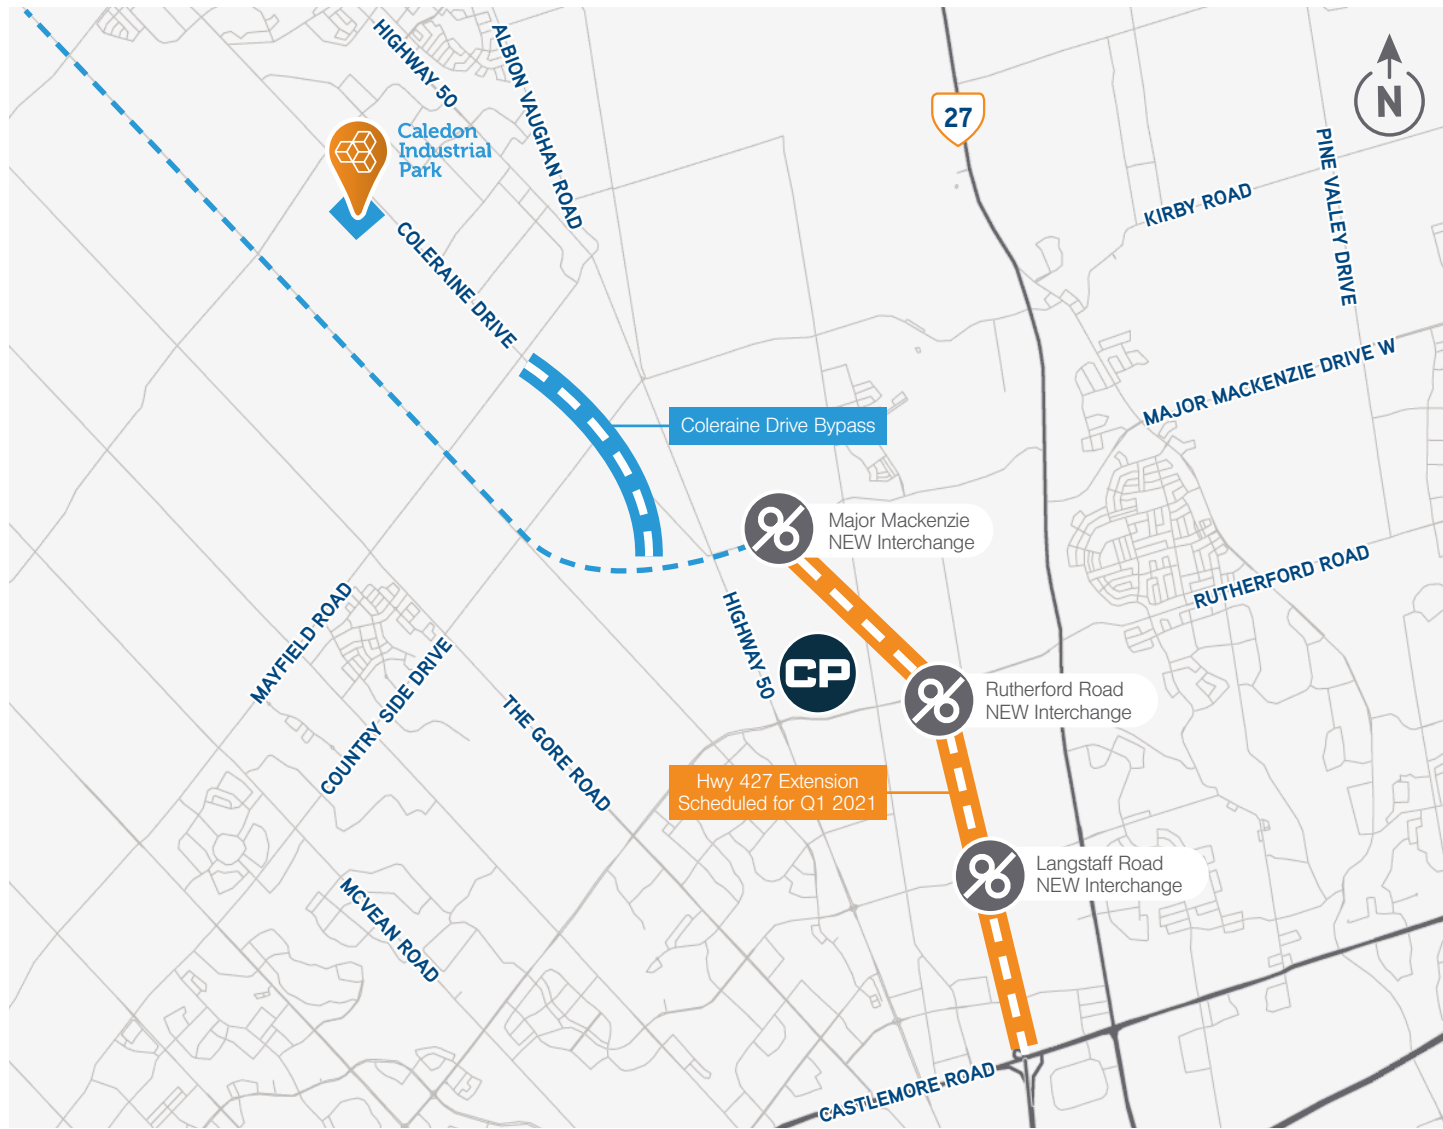 HIGHWAY 50
ALBION VAUGHAN ROAD
27
N
Caledon
Industrial
Park
PINE VALLEY DRIVE
KIRBY ROAD
COLERAINE DRIVE
MAJOR MACKENZIE DRIVE W
Coleraine Drive Bypass
Major Mackenzie
NEW Interchange
RUTHERFORD ROAD
MAYFIELD ROAD
HIGHWAY 50
CP
COUNTRY SIDE DRIVE
THE GORE ROAD
Rutherford Road
NEW Interchange
Hwy 427 Extension
Scheduled for Q1 2021
Langstaff Road
NEW Interchange
MCVEAN ROAD
CASTLEMORE ROAD